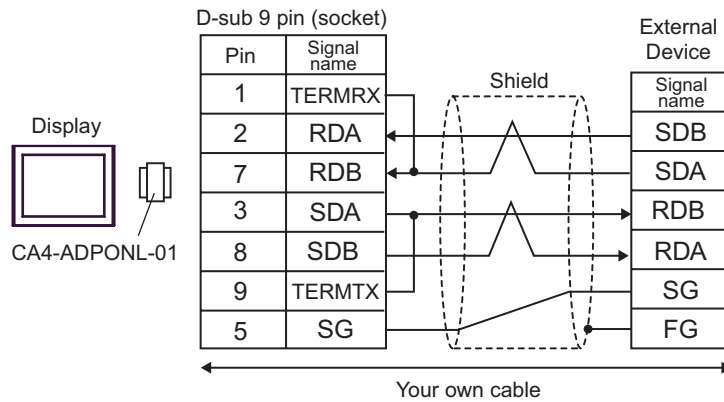 D-sub 9 pin (socket)
External
Device
Pin Signal
name
1 TERMRX
2 RDA
7 RDB
3 SDA
8 SDB
9 TERMTX
5 SG
Shield
Signal
name
SDB
SDA
RDB
RDA
SG
FG
Display
CA4-ADPONL-01
Your own cable